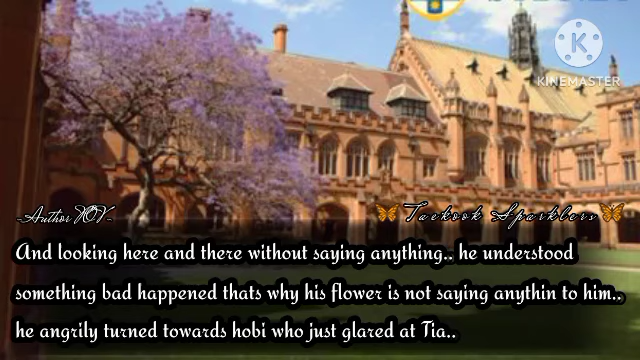 K
KINEMASTER
-Author POV-
🦋Taekook Sparklers🦋
And looking here and there without saying anything.. he understood
something bad happened thats why his flower is not saying anythin to him..
he angrily turned towards hobi who just glared at Tia..